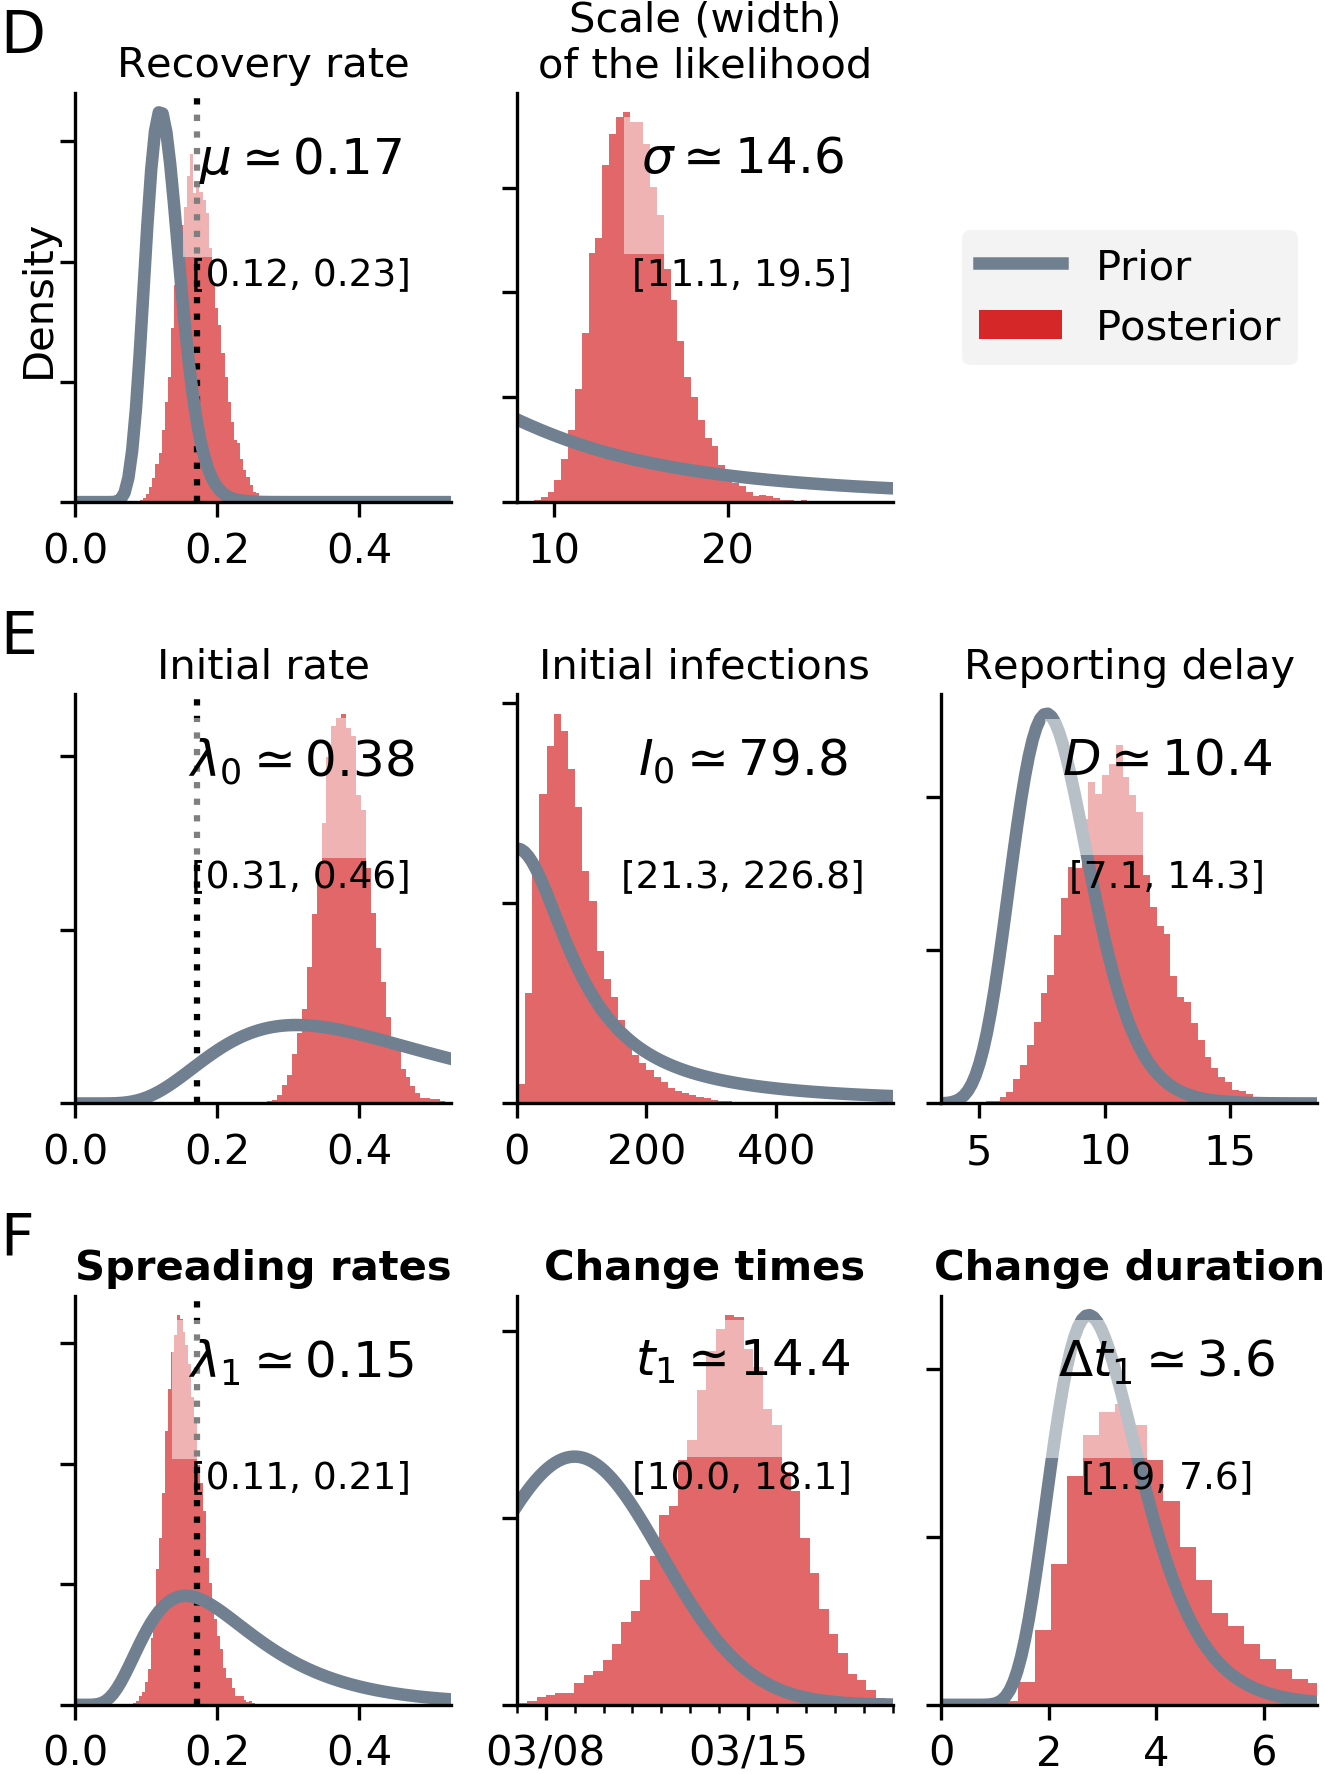 D
Recovery rate
Scale (width)
of the likelihood
Density
μ ≃ 0.17
[0.12, 0.23]
0.0 0.2 0.4
σ ≃ 14.6
[11.1, 19.5]
10 20
Prior
Posterior
E
Initial rate
λ₀ ≃ 0.38
[0.31, 0.46]
0.0 0.2 0.4
Initial infections
I₀ ≃ 79.8
[21.3, 226.8]
0 200 400
Reporting delay
D ≃ 10.4
[7.1, 14.3]
5 10 15
F
Spreading rates
λ₁ ≃ 0.15
[0.11, 0.21]
0.0 0.2 0.4
Change times
t₁ ≃ 14.4
[10.0, 18.1]
03/08 03/15
Change duration
Δt₁ ≃ 3.6
[1.9, 7.6]
0 2 4 6